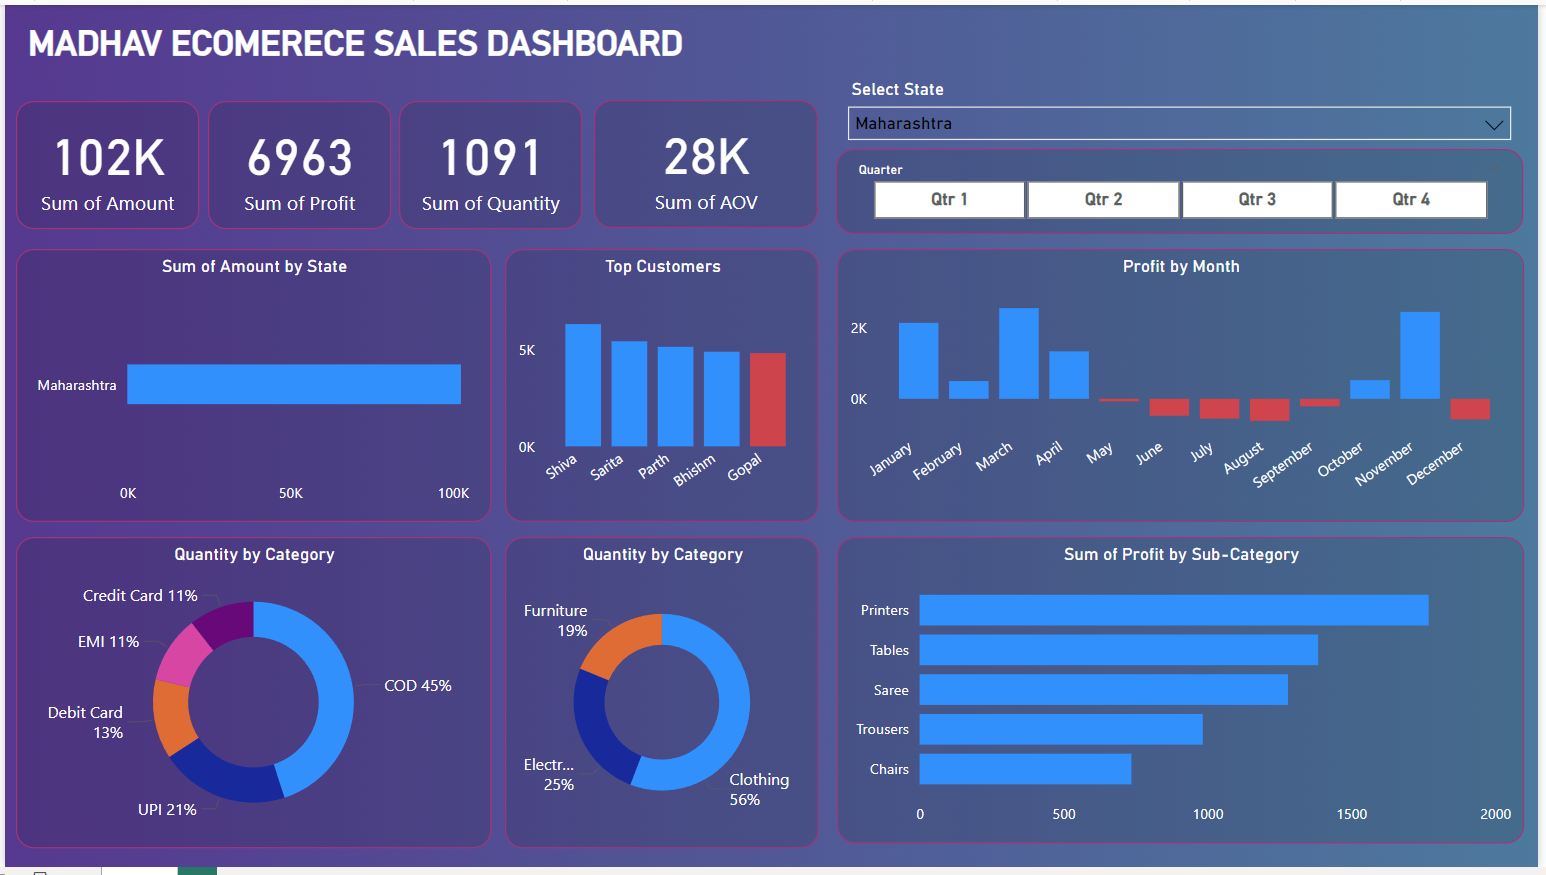 MADHAV ECOMERECE SALES DASHBOARD
Select State
Maharashtra
102K
Sum of Amount
6963
Sum of Profit
1091
Sum of Quantity
28K
Sum of AOV
Quarter
Qtr 1
Qtr 2
Qtr 3
Qtr 4
Sum of Amount by State
Maharashtra
0K
50K
100K
Top Customers
5K
0K
Shiva
Sarita
Parth
Bhishm
Gopal
Profit by Month
2K
0K
January
February
March
April
May
June
July
August
September
October
November
December
Quantity by Category
Credit Card 11%
EMI 11%
Debit Card
13%
UPI 21%
COD 45%
Quantity by Category
Furniture
19%
Electr...
25%
Clothing
56%
Sum of Profit by Sub-Category
Printers
Tables
Saree
Trousers
Chairs
0
500
1000
1500
2000